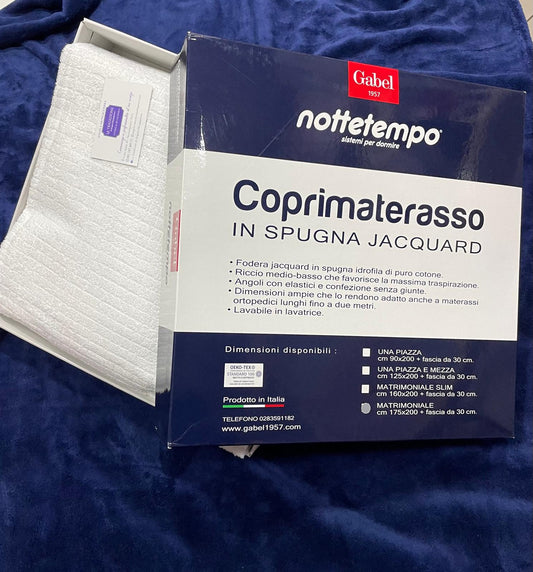 Gabel
1957
nottetempo®
sistemi per dormire
Coprimaterasso
IN SPUGNA JACQUARD
• Fodera jacquard in spugna idrofila di puro cotone.
• Riccio medio-basso che favorisce la massima traspirazione.
• Angoli con elastici e confezione senza giunte.
• Dimensioni ampie che lo rendono adatto anche a materassi
ortopedici lunghi fino a due metri.
• Lavabile in lavatrice.
Dimensioni disponibili :
UNA PIAZZA
cm 90x200 + fascia da 30 cm.
UNA PIAZZA E MEZZA
cm 125x200 + fascia da 30 cm.
MATRIMONIALE SLIM
cm 160x200 + fascia da 30 cm.
MATRIMONIALE
cm 175x200 + fascia da 30 cm.
OEKO-TEX®
STANDARD 100
Prodotto in Italia
TELEFONO 0283591182
www.gabel1957.com
nottetempo